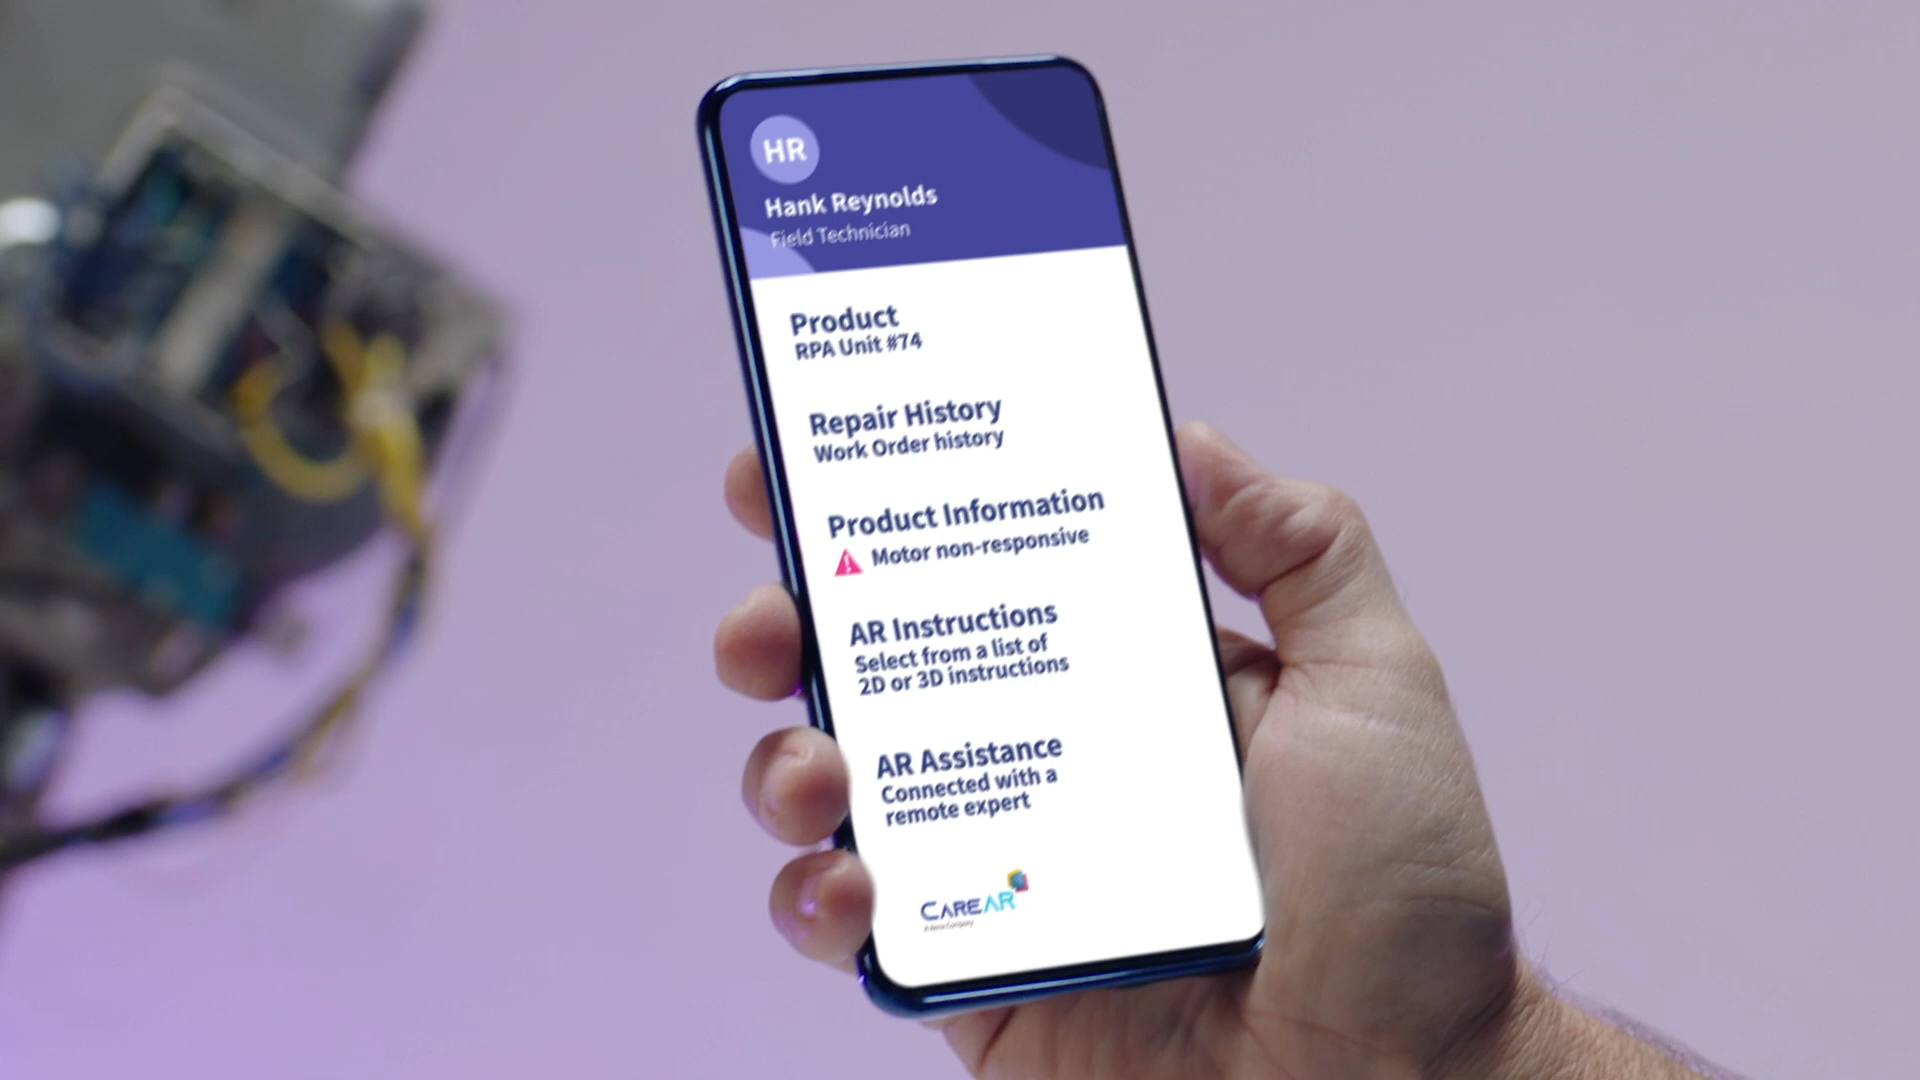 HR
Hank Reynolds
Field Technician
Product
RPA Unit #74
Repair History
Work Order history
Product Information
Motor non-responsive
AR Instructions
Select from a list of
2D or 3D instructions
AR Assistance
Connected with a
remote expert
CAREAR
A Xerox Company